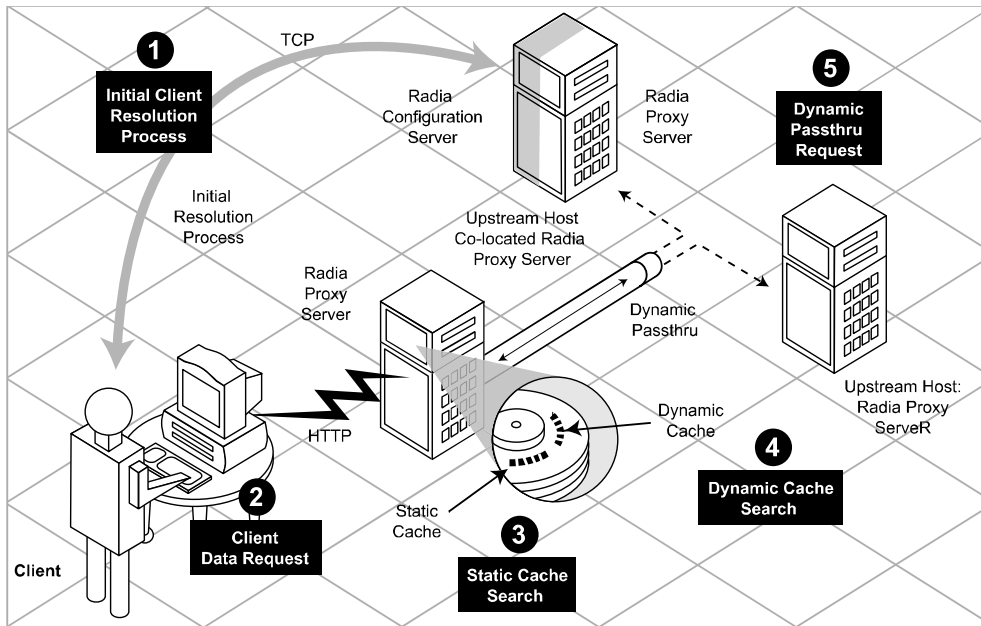 1
Initial Client
Resolution
Process
TCP
Radia
Configuration
Server
Radia
Proxy
Server
5
Dynamic
Passthru
Request
Initial
Resolution
Process
Upstream Host
Co-located Radia
Proxy Server
Radia
Proxy
Server
Dynamic
Passthru
Upstream Host:
Radia Proxy
ServeR
HTTP
Dynamic
Cache
4
Dynamic Cache
Search
2
Client
Data Request
Static
Cache
3
Static Cache
Search
Client